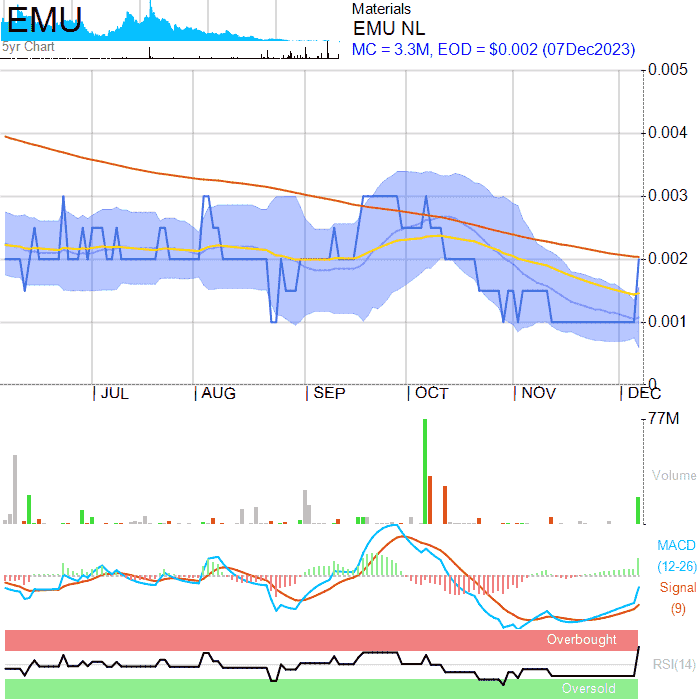 EMU
5yr Chart
Materials
EMU NL
MC = 3.3M, EOD = $0.002 (07Dec2023)
0.005
0.004
0.003
0.002
0.001
0
JUL AUG SEP OCT NOV DEC
77M
Volume
MACD
(12-26)
Signal
(9)
Overbought
RSI(14)
Oversold